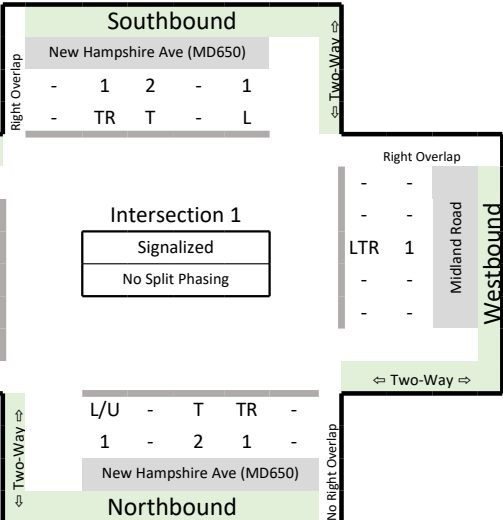 Southbound
New Hampshire Ave (MD650)
Right Overlap
- 1 2 - 1
- TR T - L
⇦ Two-Way ⇨
Right Overlap
- -
- -
LTR 1
- -
- -
Midland Road
Westbound
Intersection 1
Signalized
No Split Phasing
⇦ Two-Way ⇨
L/U - T TR -
1 - 2 1 -
New Hampshire Ave (MD650)
Northbound
⇦ Two-Way ⇨
No Right Overlap